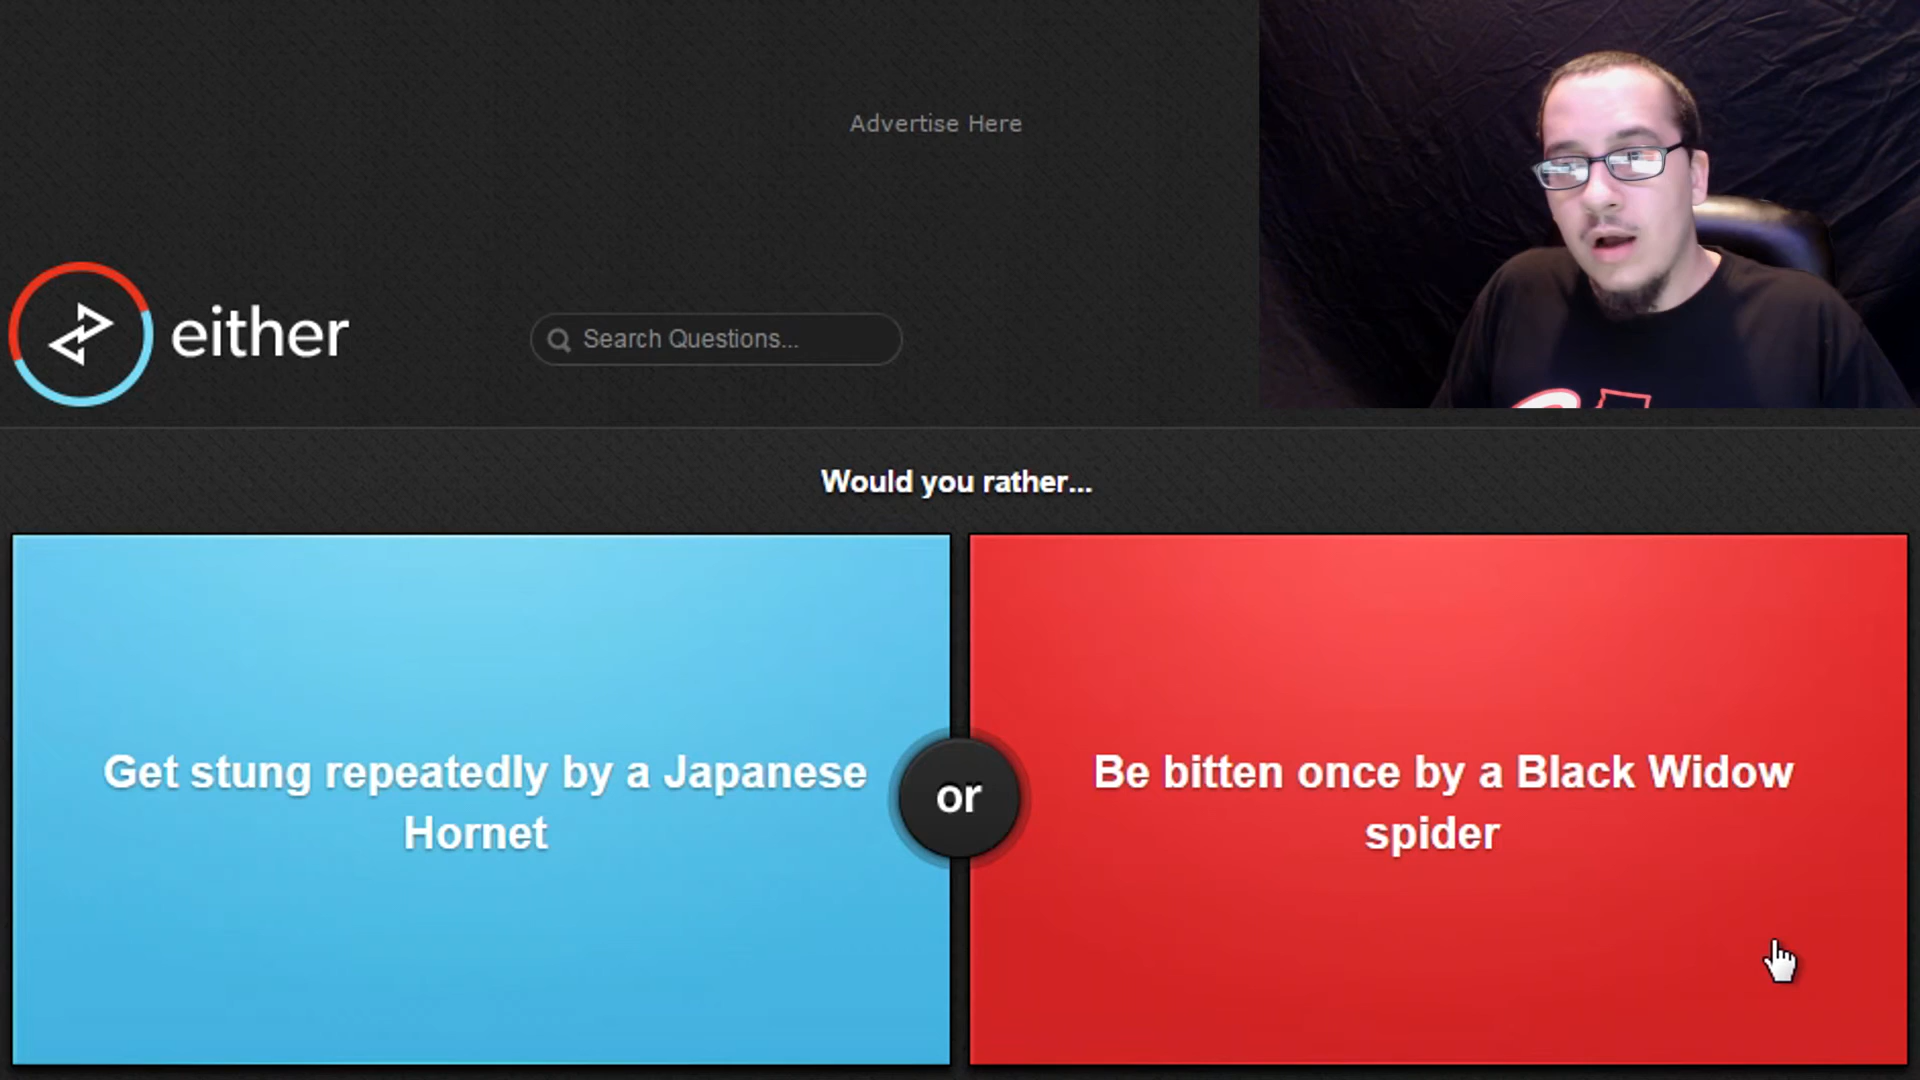 Advertise Here
either
Search Questions...
Would you rather...
Get stung repeatedly by a Japanese
Hornet
or
Be bitten once by a Black Widow
spider